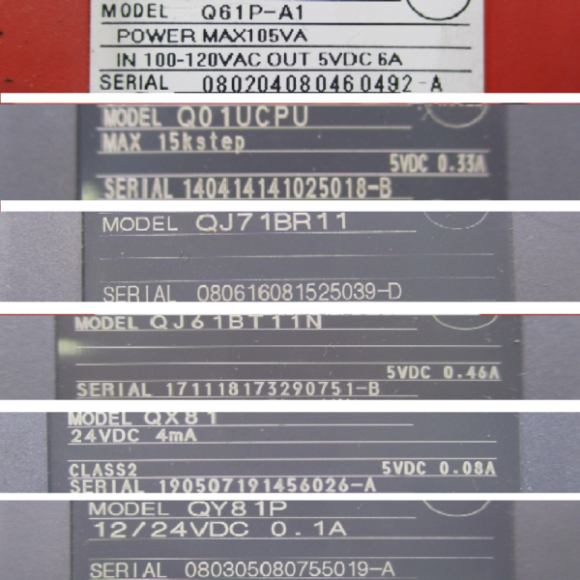 MODEL Q61P-A1
POWER MAX105VA
IN 100-120VAC OUT 5VDC 6A
SERIAL 080204080460492-A
MODEL Q01UCPU
MAX 15kstep
5VDC 0.33A
SERIAL 140414141025018-B
MODEL QJ71BR11
SERIAL 080616081525039-D
MODEL QJ61BT11N
5VDC 0.46A
SERIAL 171118173290751-B
MODEL QX81
24VDC 4mA
CLASS2 5VDC 0.08A
SERIAL 190507191456026-A
MODEL QY81P
12/24VDC 0.1A
SERIAL 080305080755019-A